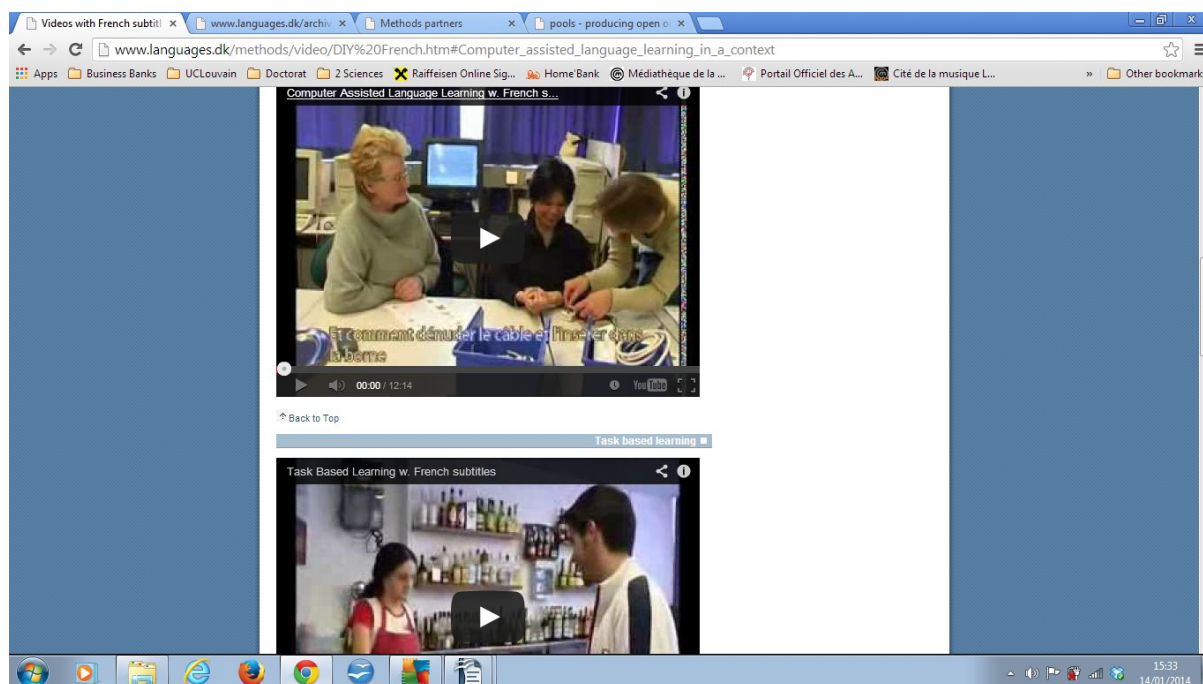 Videos with French subtitl
www.languages.dk/archiv
Methods partners
pools - producing open o
www.languages.dk/methods/video/DIY%20French.htm#Computer_assisted_language_learning_in_a_context
Apps Business Banks UCLouvain Doctorat 2 Sciences Raiffeisen Online Sig... Home'Bank Médiathèque de la ... Portail Officiel des A... Cité de la musique L... » Other bookmark
Computer Assisted Language Learning w. French s...
Et comment dénuder le câble et l'insérer dans
la borne
00:00 / 12:14 YouTube
Back to Top
Task based learning
Task Based Learning w. French subtitles
15:33
14/01/2014